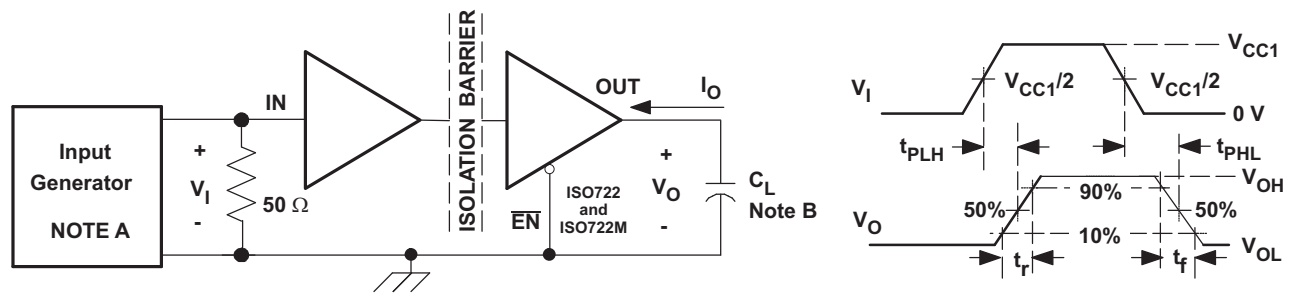 Input
Generator
NOTE A
+
V_I
-
50 Ω
IN
ISOLATION BARRIER
OUT
I_O
EN
ISO722
and
ISO722M
+
V_O
-
C_L
Note B
V_I
V_CC1
V_CC1/2
V_CC1/2
0 V
t_PLH
t_PHL
V_O
50%
90%
10%
50%
V_OH
V_OL
t_r
t_f